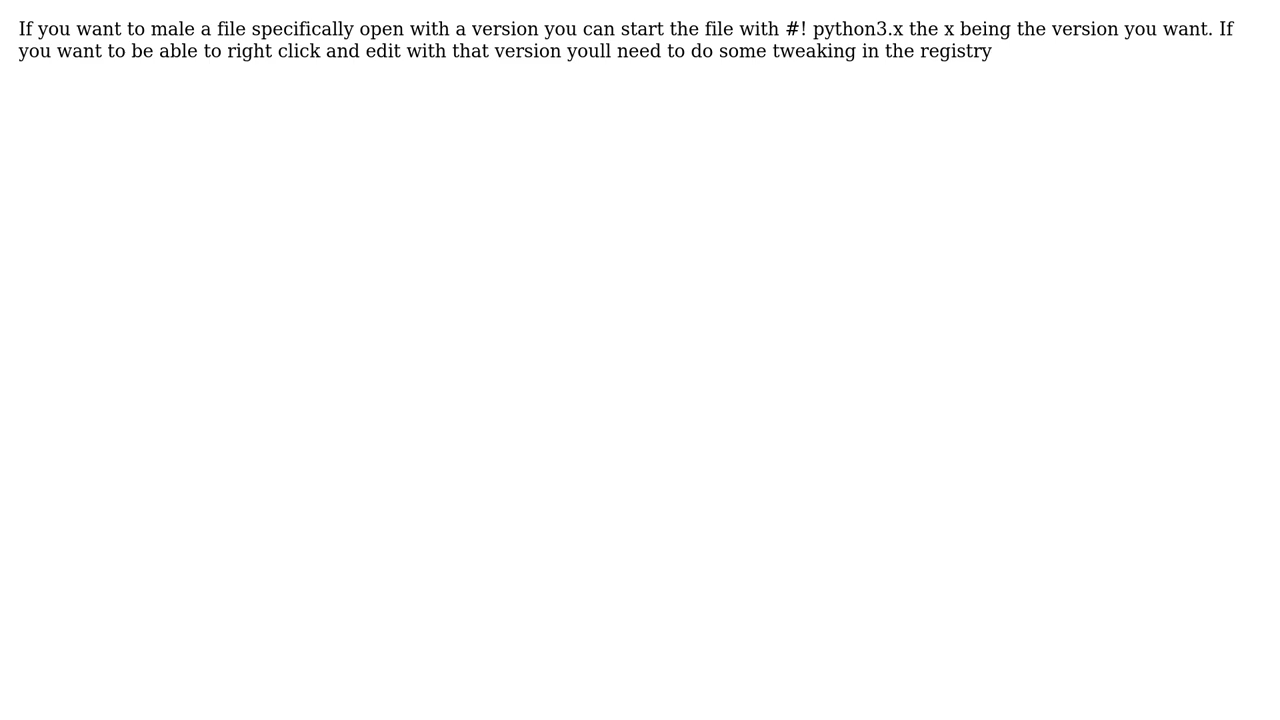 If you want to male a file specifically open with a version you can start the file with #! python3.x the x being the version you want. If
you want to be able to right click and edit with that version youll need to do some tweaking in the registry